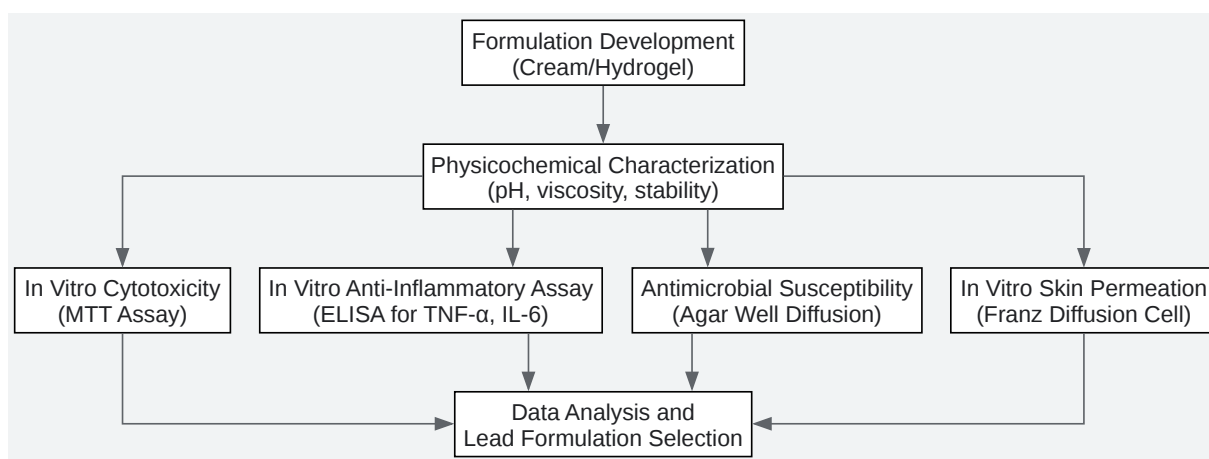 Formulation Development
(Cream/Hydrogel)
Physicochemical Characterization
(pH, viscosity, stability)
In Vitro Cytotoxicity
(MTT Assay)
In Vitro Anti-Inflammatory Assay
(ELISA for TNF-α, IL-6)
Antimicrobial Susceptibility
(Agar Well Diffusion)
In Vitro Skin Permeation
(Franz Diffusion Cell)
Data Analysis and
Lead Formulation Selection